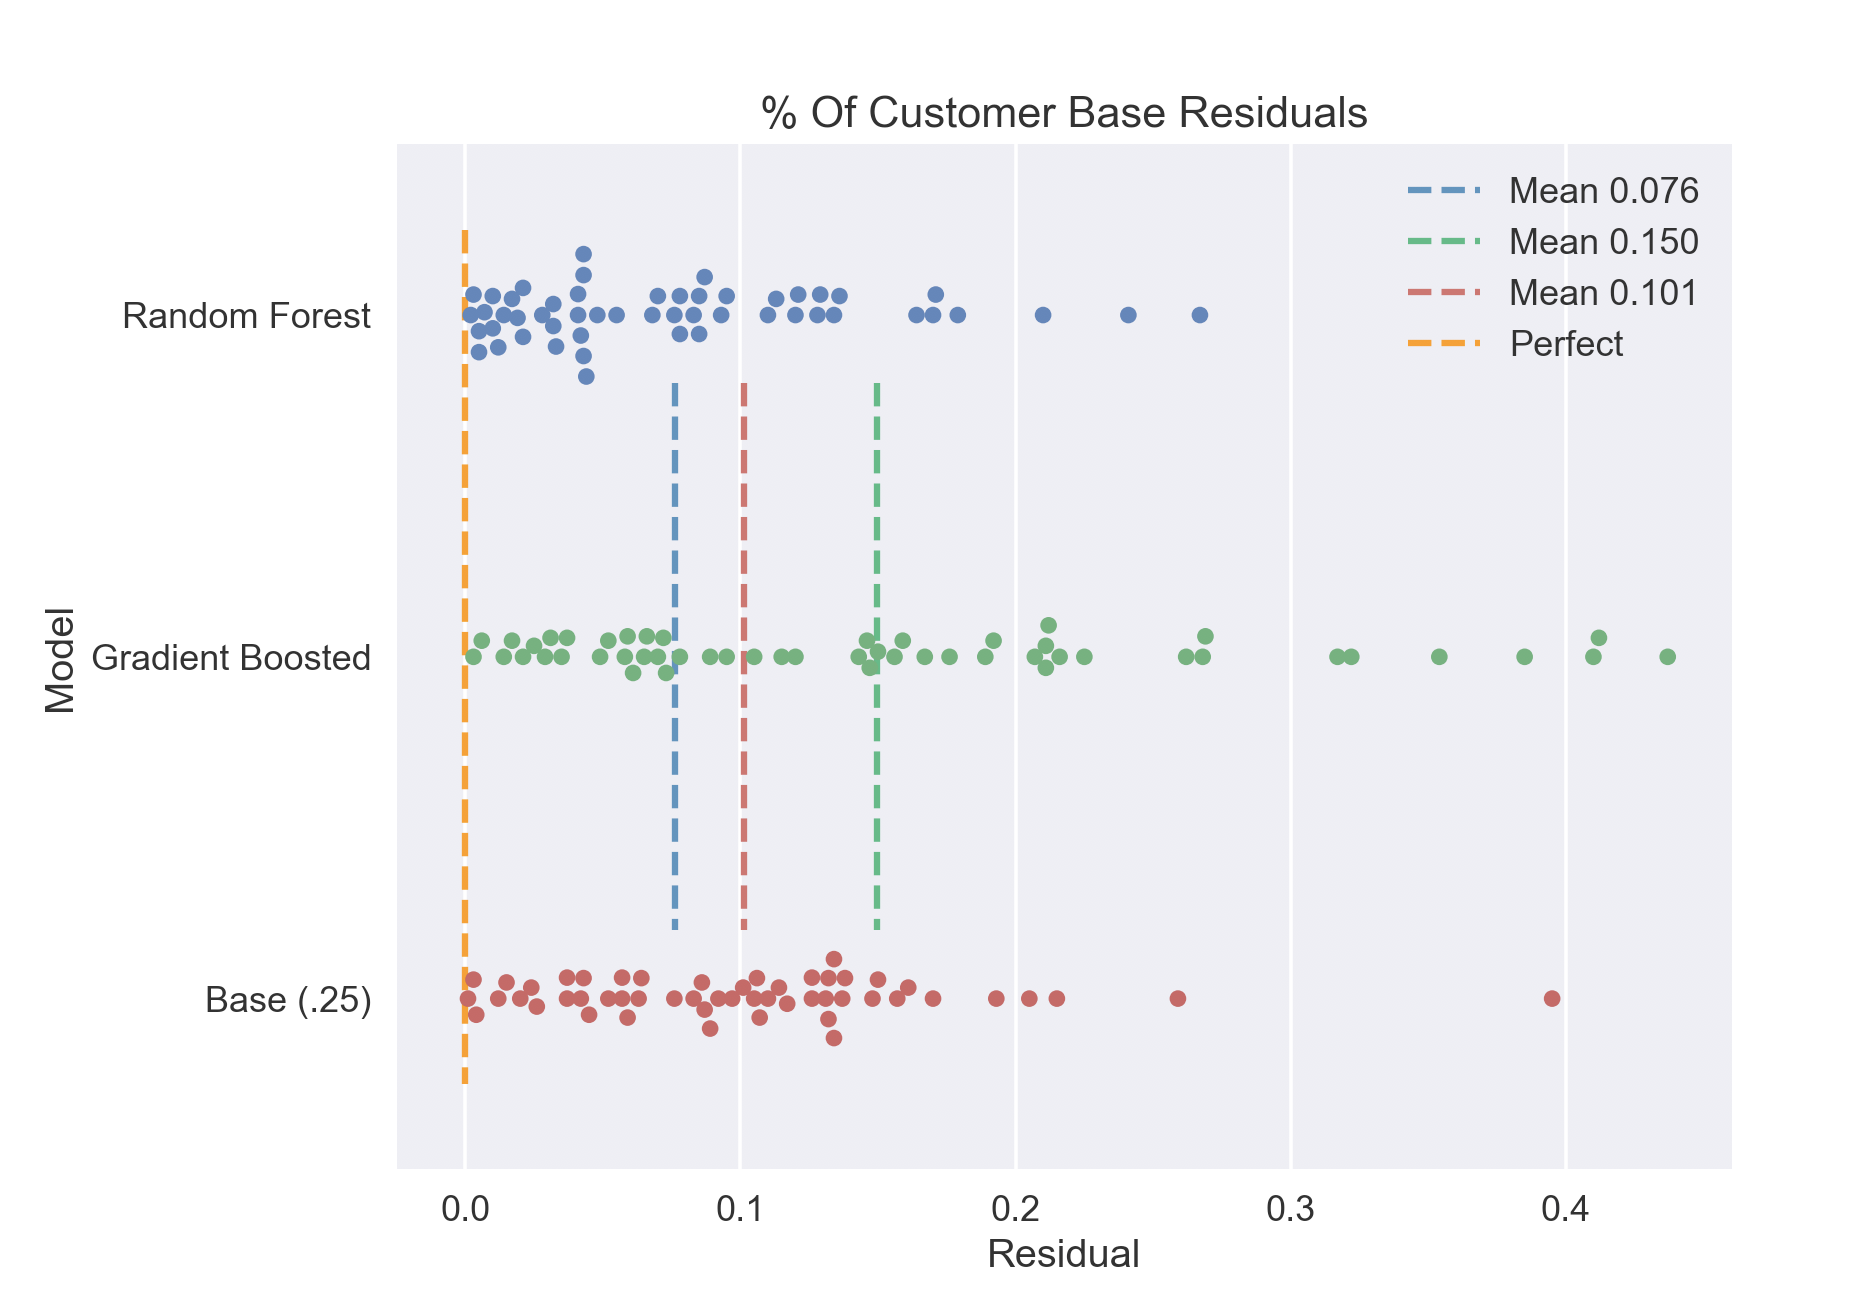 % Of Customer Base Residuals
Mean 0.076
Mean 0.150
Mean 0.101
Perfect
Random Forest
Gradient Boosted
Base (.25)
Model
0.0 0.1 0.2 0.3 0.4
Residual